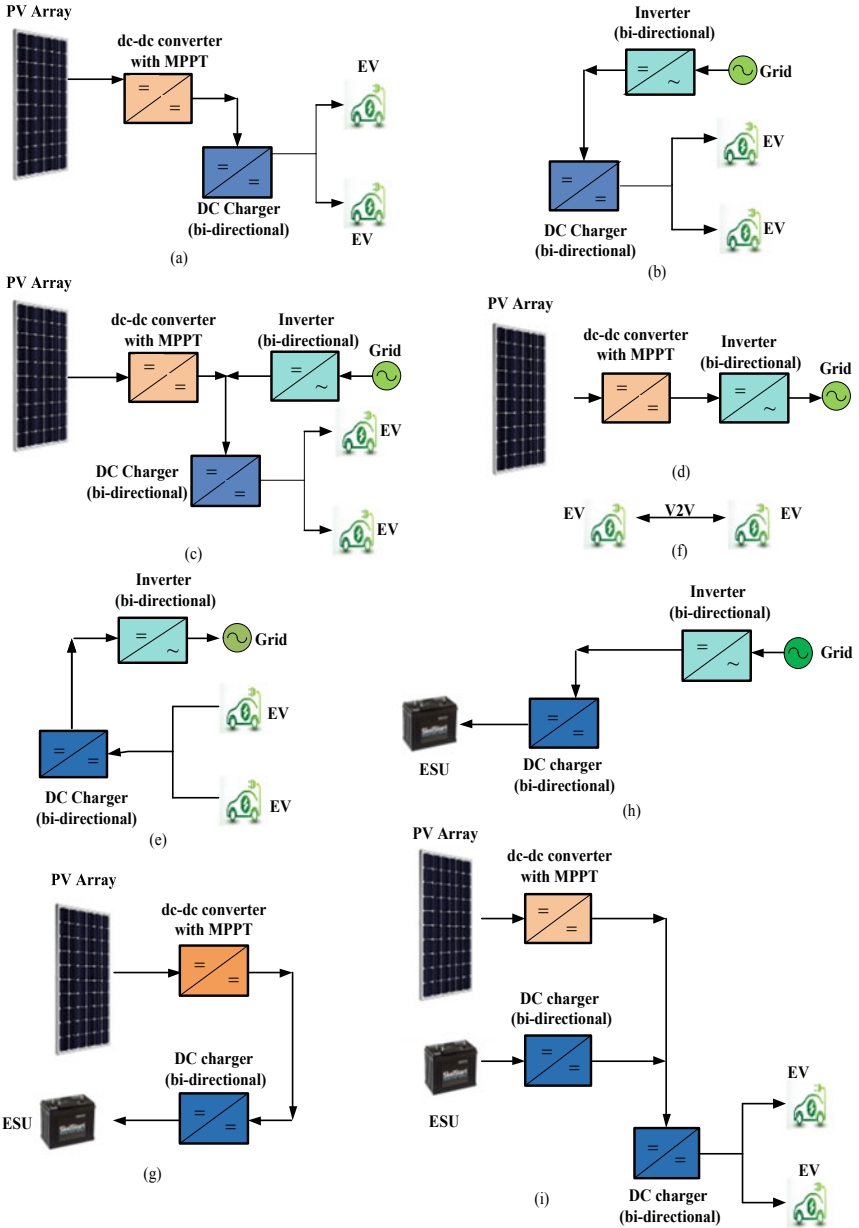 PV Array
dc-dc converter
with MPPT
EV
DC Charger
(bi-directional)
EV
(a)
Inverter
(bi-directional)
Grid
EV
EV
DC Charger
(bi-directional)
(b)
PV Array
dc-dc converter
with MPPT
Inverter
(bi-directional)
Grid
EV
DC Charger
(bi-directional)
EV
(c)
PV Array
dc-dc converter
with MPPT
Inverter
(bi-directional)
Grid
(d)
EV
V2V
EV
(f)
Inverter
(bi-directional)
Grid
EV
DC Charger
(bi-directional)
EV
(e)
Inverter
(bi-directional)
Grid
ESU
DC charger
(bi-directional)
(h)
PV Array
dc-dc converter
with MPPT
DC charger
(bi-directional)
ESU
(g)
PV Array
dc-dc converter
with MPPT
DC charger
(bi-directional)
ESU
EV
EV
DC charger
(bi-directional)
(i)